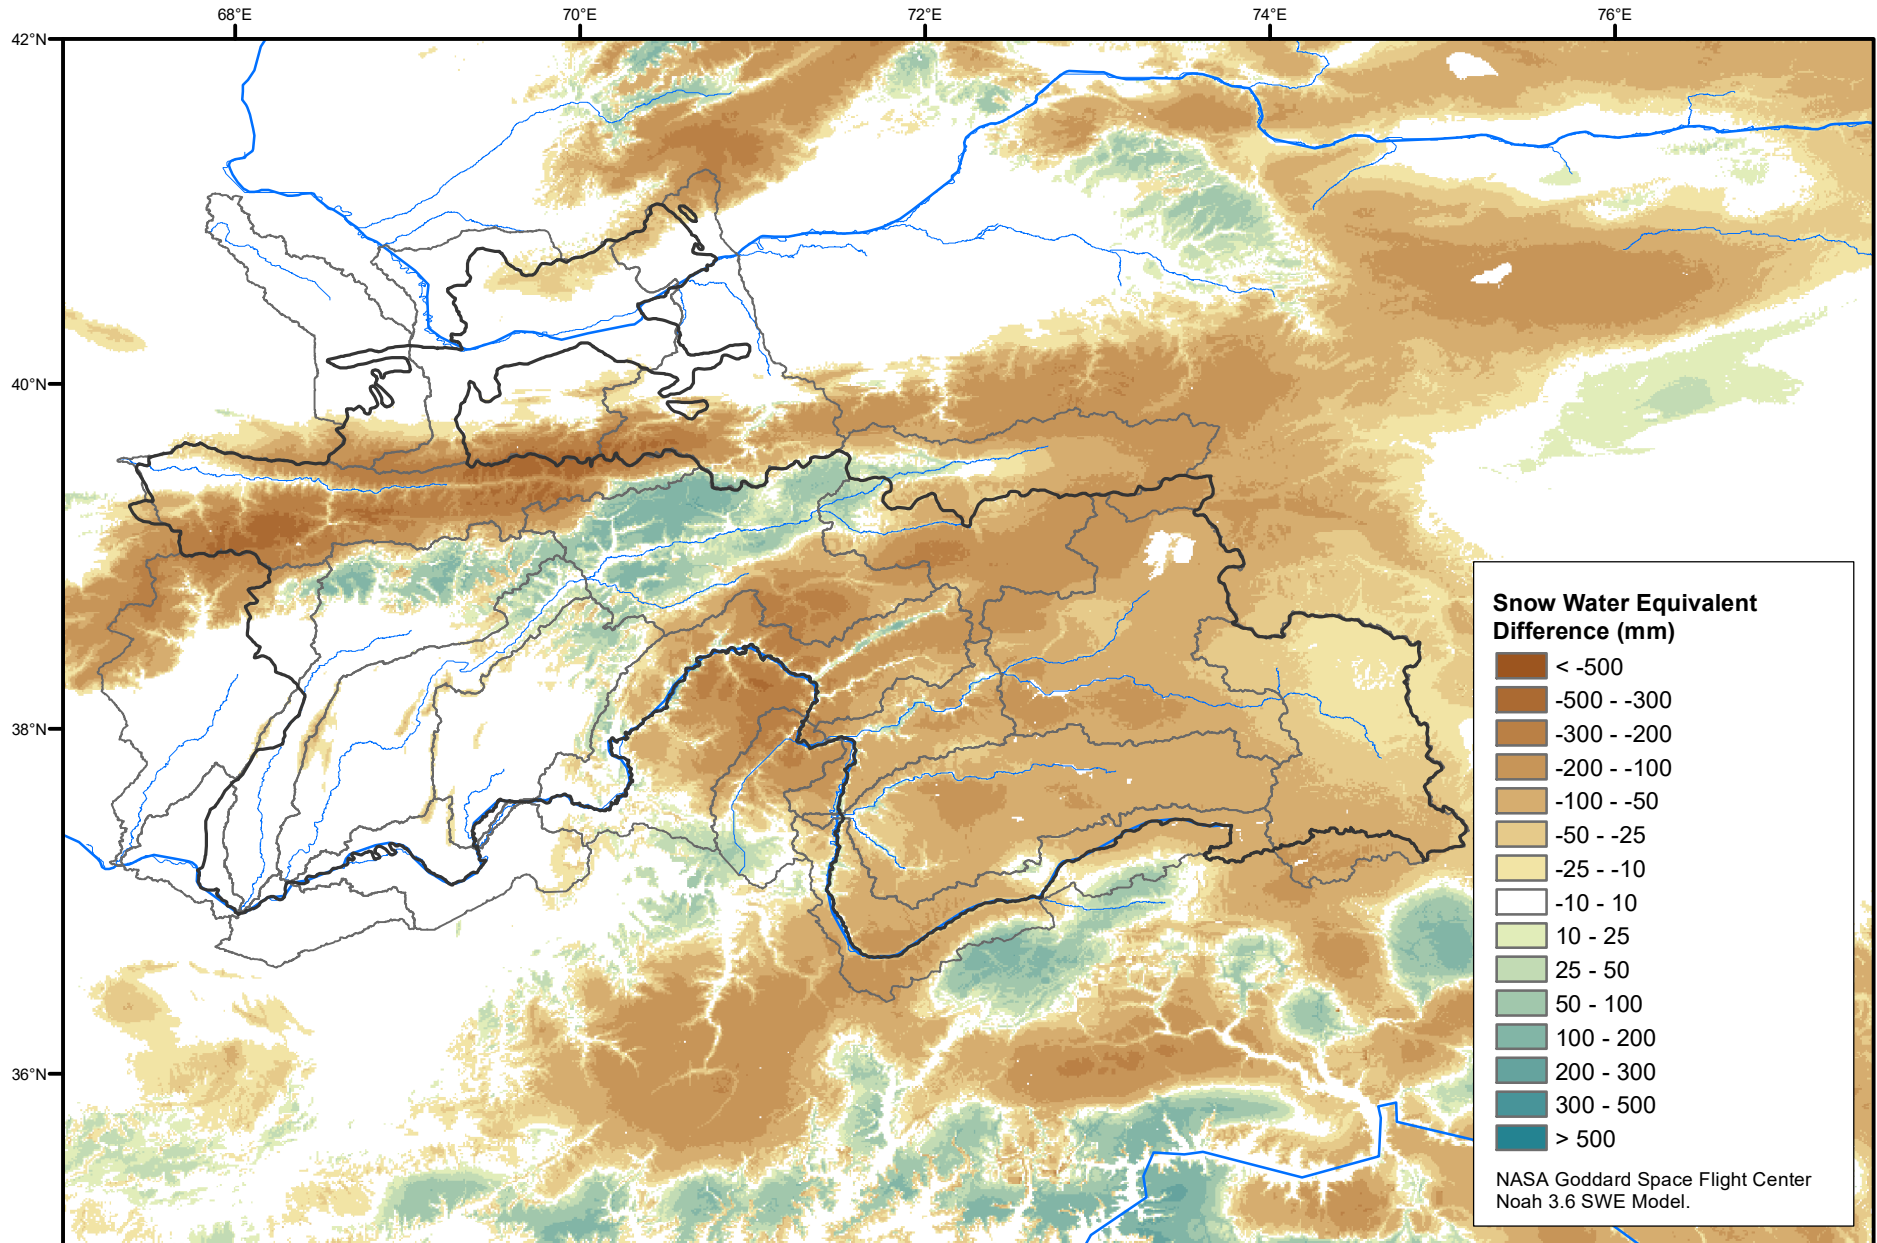 68°E 70°E 72°E 74°E 76°E
42°N
40°N
38°N
36°N
Snow Water Equivalent
Difference (mm)
< -500
-500 - -300
-300 - -200
-200 - -100
-100 - -50
-50 - -25
-25 - -10
-10 - 10
10 - 25
25 - 50
50 - 100
100 - 200
200 - 300
300 - 500
> 500
NASA Goddard Space Flight Center
Noah 3.6 SWE Model.